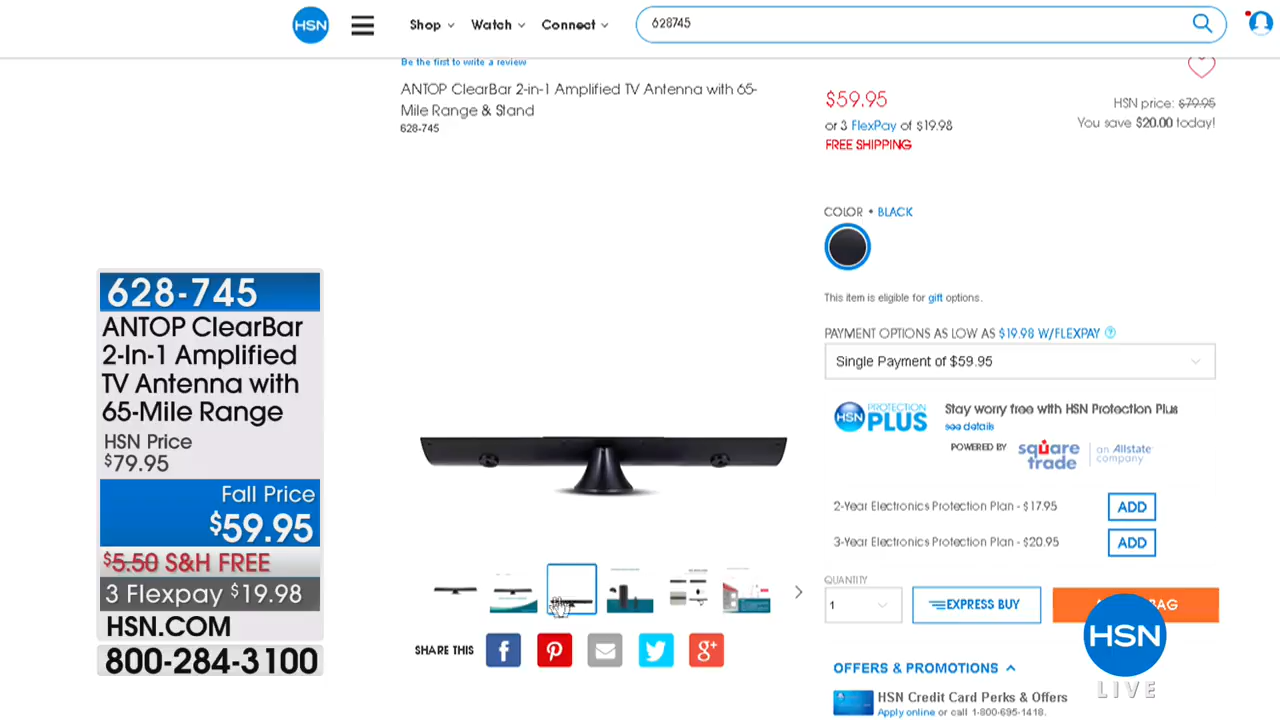 HSN
Shop
Watch
Connect
628745
Be the first to write a review
ANTOP ClearBar 2-in-1 Amplified TV Antenna with 65-
Mile Range & Stand
628-745
$59.95
or 3 FlexPay of $19.98
FREE SHIPPING
HSN price: $79.95
You save $20.00 today!
COLOR • BLACK
This item is eligible for gift options.
PAYMENT OPTIONS AS LOW AS $19.98 W/FLEXPAY ?
Single Payment of $59.95
HSN PROTECTION
PLUS
Stay worry free with HSN Protection Plus
see details
POWERED BY
square
trade
an Allstate
company
2-Year Electronics Protection Plan - $17.95
ADD
3-Year Electronics Protection Plan - $20.95
ADD
QUANTITY
1
EXPRESS BUY
BAG
OFFERS & PROMOTIONS
HSN Credit Card Perks & Offers
Apply online or call 1-800-695-1418.
SHARE THIS
f
g+
628-745
ANTOP ClearBar
2-In-1 Amplified
TV Antenna with
65-Mile Range
HSN Price
$79.95
Fall Price
$59.95
$5.50 S&H FREE
3 Flexpay $19.98
HSN.COM
800-284-3100
HSN
LIVE